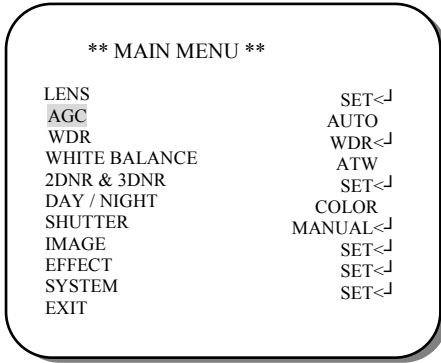 ** MAIN MENU **
LENS SET<┘
AGC AUTO
WDR WDR<┘
WHITE BALANCE ATW
2DNR & 3DNR SET<┘
DAY / NIGHT COLOR
SHUTTER MANUAL<┘
IMAGE SET<┘
EFFECT SET<┘
SYSTEM SET<┘
EXIT